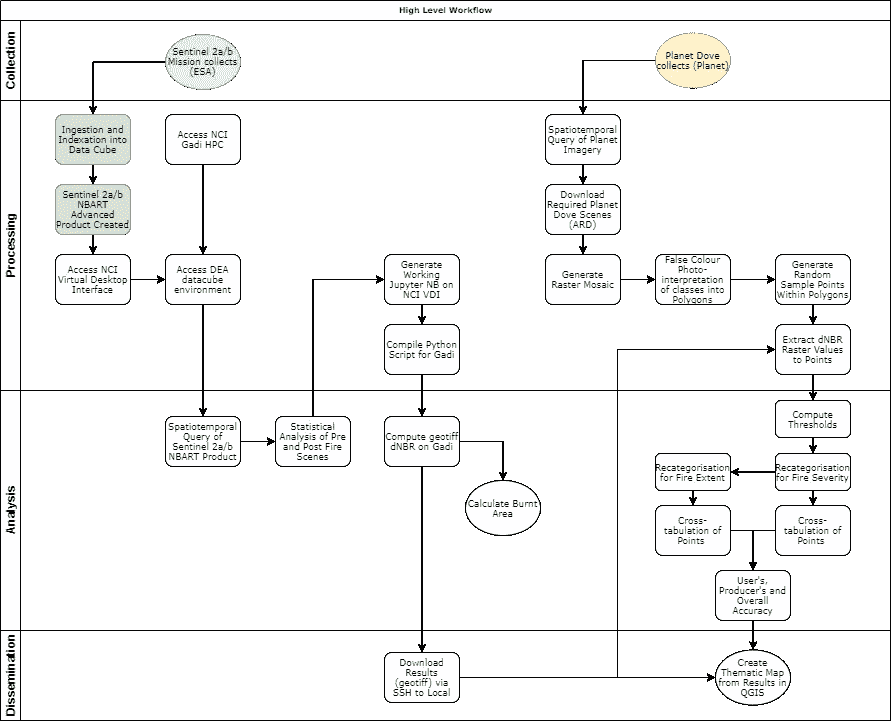 High Level Workflow
Collection
Sentinel 2a/b
Mission collects
(ESA)
Planet Dove
collects (Planet)
Processing
Ingestion and
Indexation into
Data Cube
Access NCI
Gadi HPC
Spatiotemporal
Query of Planet
Imagery
Sentinel 2a/b
NBART
Advanced
Product Created
Download
Required Planet
Dove Scenes
(ARD)
Access NCI
Virtual Desktop
Interface
Access DEA
datacube
environment
Generate
Working
Jupyter NB on
NCI VDI
Generate
Raster Mosaic
False Colour
Photo-
interpretation
of classes into
Polygons
Generate
Random
Sample Points
Within Polygons
Compile Python
Script for Gadi
Extract dNBR
Raster Values
to Points
Analysis
Spatiotemporal
Query of
Sentinel 2a/b
NBART Product
Statistical
Analysis of Pre
and Post Fire
Scenes
Compute geotiff
dNBR on Gadi
Calculate Burnt
Area
Compute
Thresholds
Recategorisation
for Fire Extent
Recategorisation
for Fire Severity
Cross-
tabulation of
Points
Cross-
tabulation of
Points
User's,
Producer's and
Overall
Accuracy
Dissemination
Download
Results
(geotiff) via
SSH to Local
Create
Thematic Map
from Results in
QGIS